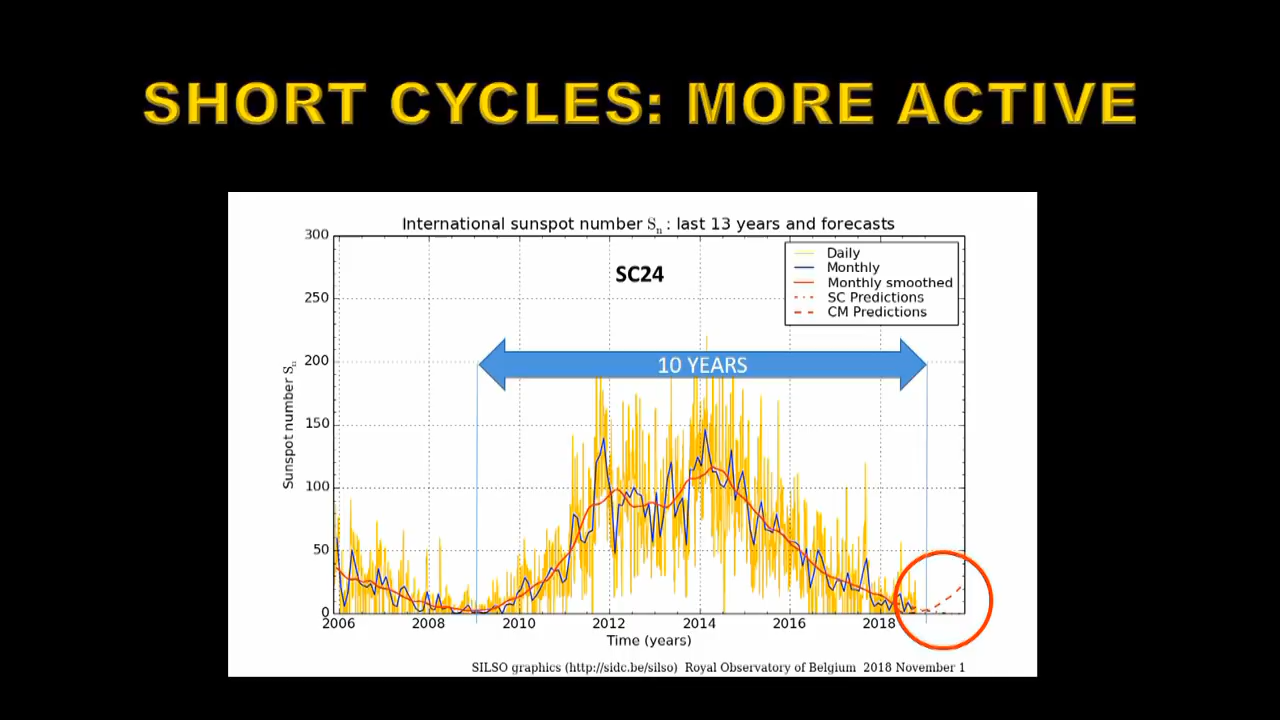 SHORT CYCLES: MORE ACTIVE
International sunspot number Sn : last 13 years and forecasts
300
250
200
150
100
50
0
Sunspot number Sn
SC24
Daily
Monthly
Monthly smoothed
SC Predictions
CM Predictions
10 YEARS
2006 2008 2010 2012 2014 2016 2018
Time (years)
SILSO graphics (http://sidc.be/silso) Royal Observatory of Belgium 2018 November 1